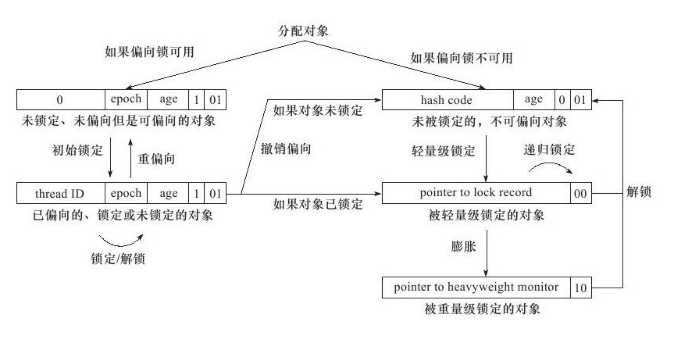 分配对象
如果偏向锁可用
如果偏向锁不可用
0 epoch age 1 01
未锁定、未偏向但是可偏向的对象
hash code age 0 01
未被锁定的，不可偏向对象
如果对象未锁定
初始锁定
重偏向
撤销偏向
轻量级锁定
递归锁定
thread ID epoch age 1 01
已偏向的、锁定或未锁定的对象
如果对象已锁定
pointer to lock record 00
被轻量级锁定的对象
解锁
锁定/解锁
膨胀
pointer to heavyweight monitor 10
被重量级锁定的对象